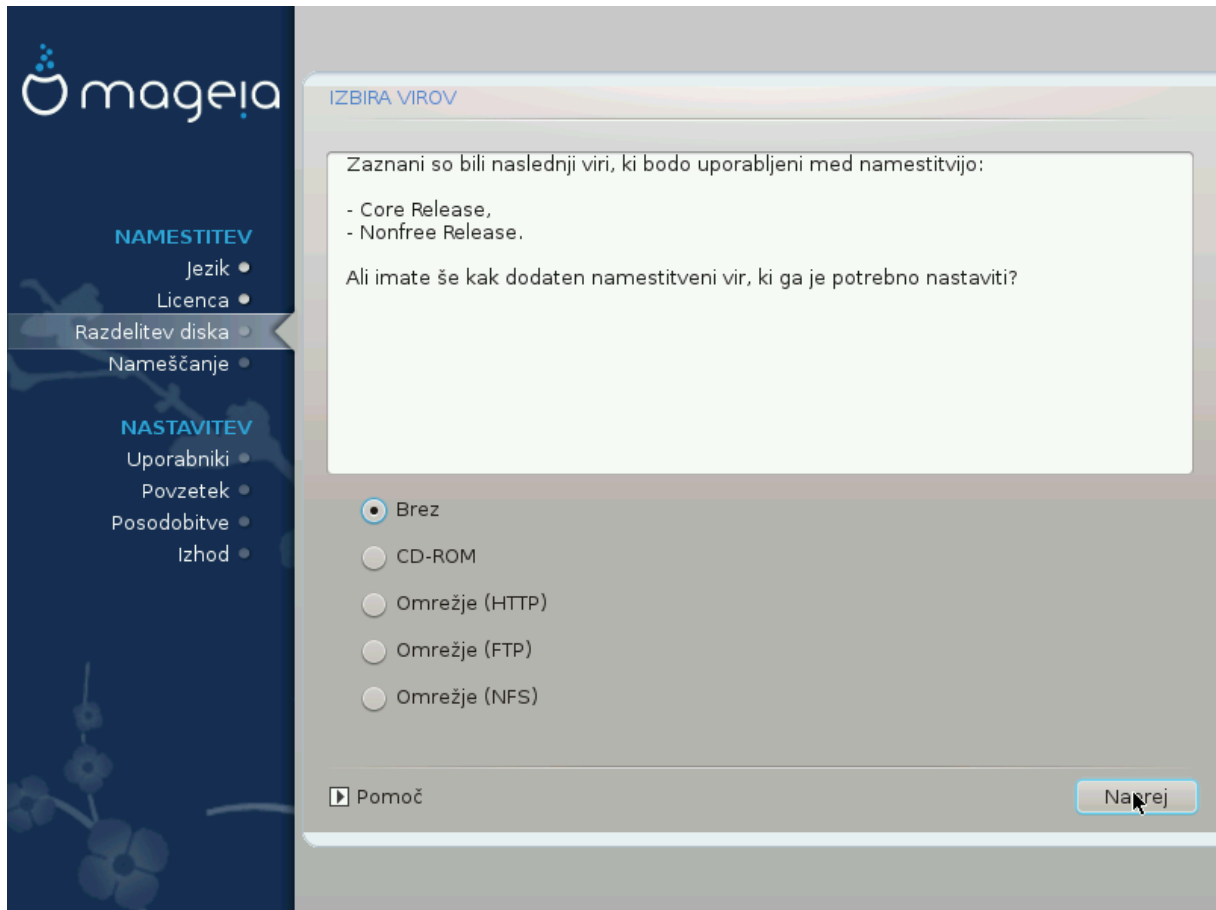 mageia
NAMESTITEV
Jezik
Licenca
Razdelitev diska
Nameščanje
NASTAVITEV
Uporabniki
Povzetek
Posodobitve
Izhod
IZBIRA VIROV
Zaznani so bili naslednji viri, ki bodo uporabljeni med namestitvijo:
- Core Release,
- Nonfree Release.
Ali imate še kak dodaten namestitveni vir, ki ga je potrebno nastaviti?
Brez
CD-ROM
Omrežje (HTTP)
Omrežje (FTP)
Omrežje (NFS)
Pomoč
Naprej